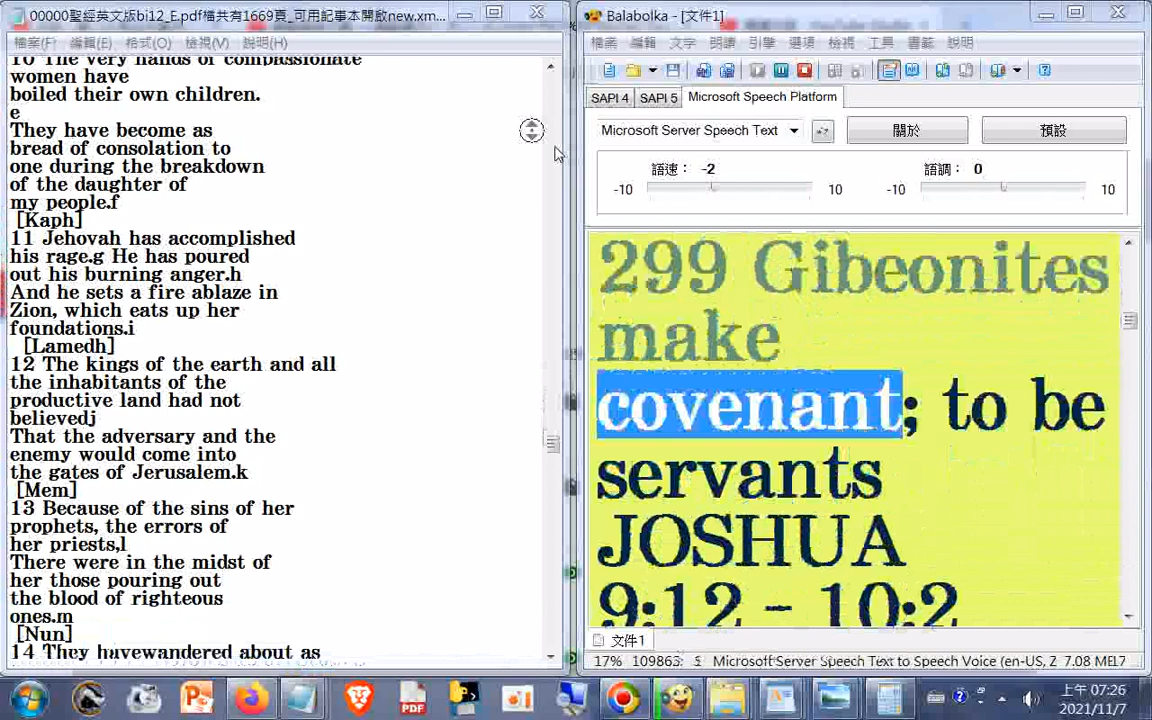 00000聖經英文版bi12_E.pdf檔共有1669頁_可用記事本開啟new.xm...
檔案(F) 編輯(E) 格式(O) 檢視(V) 說明(H)
10 The very hands of compassionate
women have
boiled their own children.
e
They have become as
bread of consolation to
one during the breakdown
of the daughter of
my people.f
[Kaph]
11 Jehovah has accomplished
his rage.g He has poured
out his burning anger.h
And he sets a fire ablaze in
Zion, which eats up her
foundations.i
[Lamedh]
12 The kings of the earth and all
the inhabitants of the
productive land had not
believedj
That the adversary and the
enemy would come into
the gates of Jerusalem.k
[Mem]
13 Because of the sins of her
prophets, the errors of
her priests,l
There were in the midst of
her those pouring out
the blood of righteous
ones.m
[Nun]
14 They havewandered about as
Balabolka - [文件1]
檔案 編輯 文字 朗讀 引擎 選項 檢視 工具 書籤 說明
SAPI 4 SAPI 5 Microsoft Speech Platform
Microsoft Server Speech Text 關於 預設
語速： -2 語調： 0
-10 10 -10 10
299 Gibeonites
make
covenant; to be
servants
JOSHUA
9:12 - 10:2
文件1
17% 109863: Microsoft Server Speech Text to Speech Voice (en-US, 2 7.08 MB
PDF
上午 07:26
2021/11/7